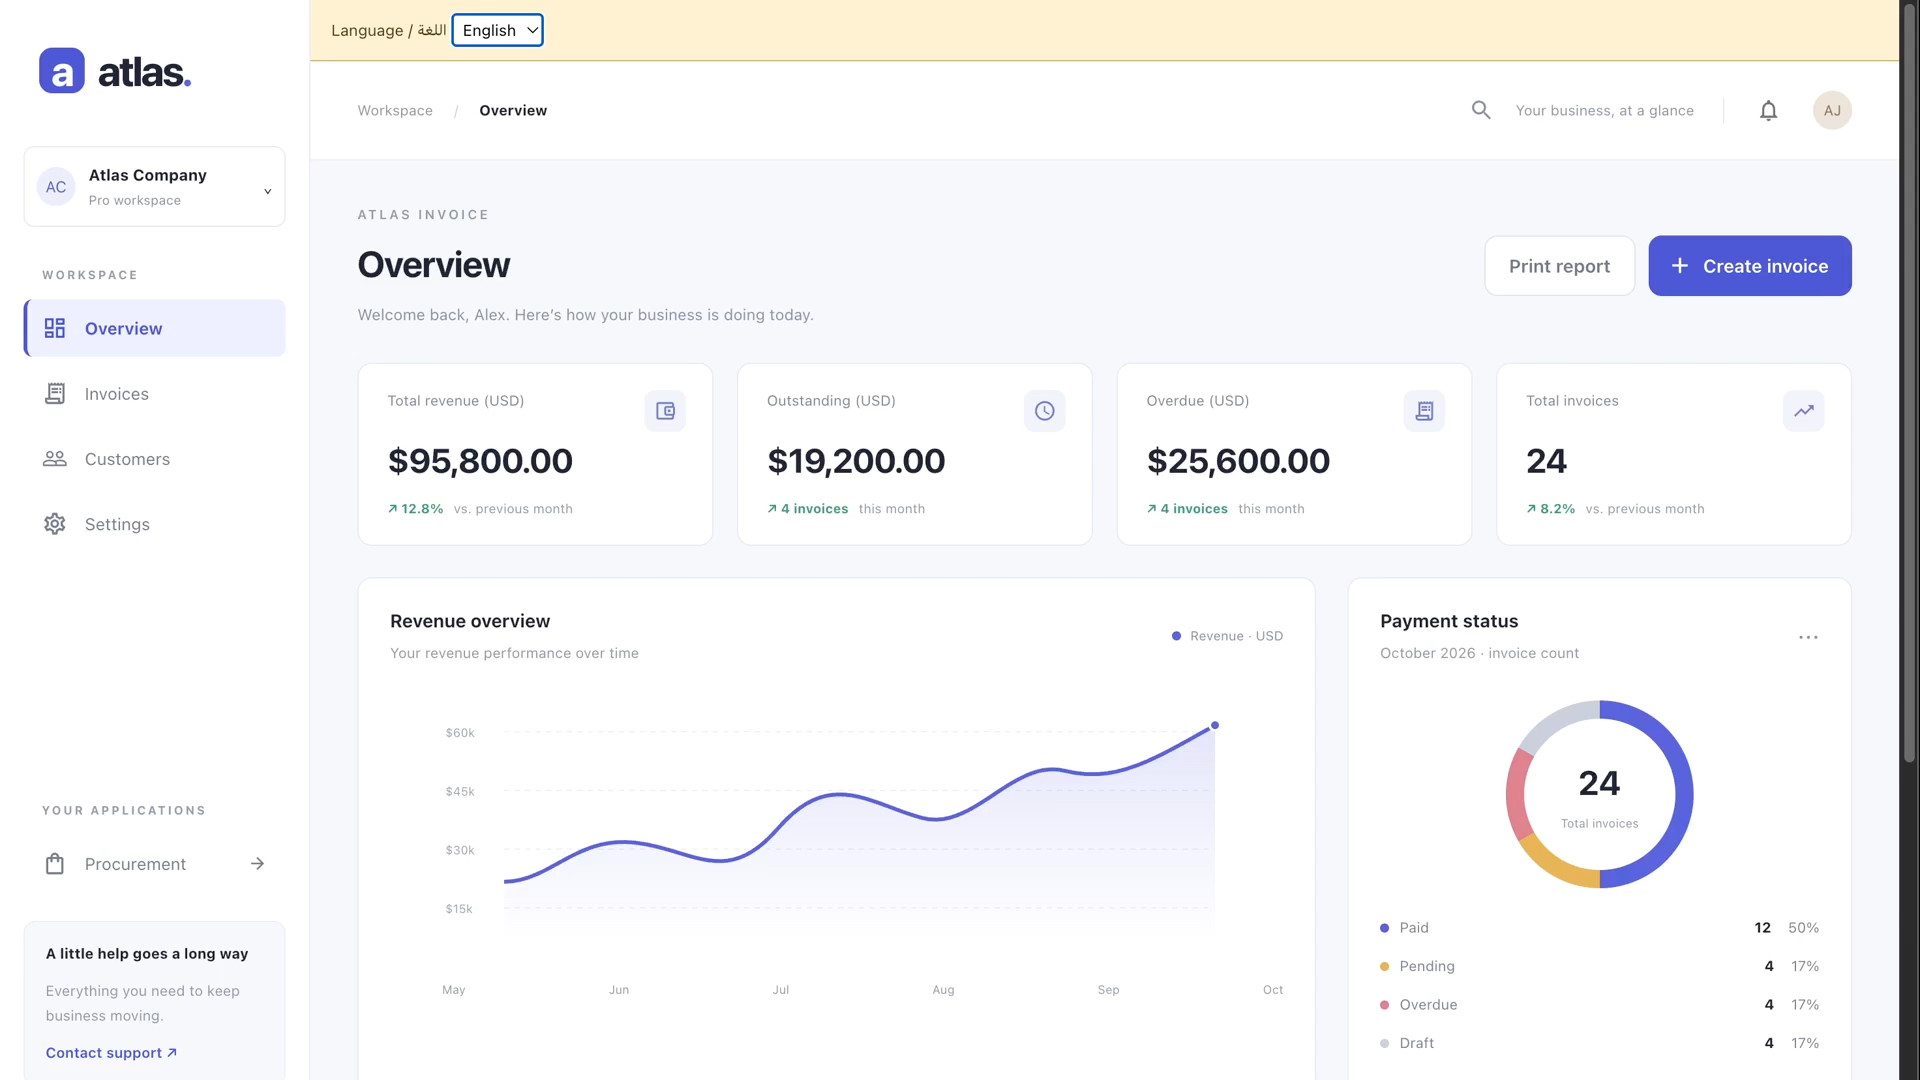 a atlas.
AC
Atlas Company
Pro workspace
WORKSPACE
Overview
Invoices
Customers
Settings
YOUR APPLICATIONS
Procurement
A little help goes a long way
Everything you need to keep
business moving.
Contact support
Language / اللغة English
Workspace / Overview
Your business, at a glance
AJ
ATLAS INVOICE
Overview
Welcome back, Alex. Here’s how your business is doing today.
Print report
+ Create invoice
Total revenue (USD)
$95,800.00
↗ 12.8% vs. previous month
Outstanding (USD)
$19,200.00
↗ 4 invoices this month
Overdue (USD)
$25,600.00
↗ 4 invoices this month
Total invoices
24
↗ 8.2% vs. previous month
Revenue overview
Your revenue performance over time
Revenue · USD
$60k
$45k
$30k
$15k
May Jun Jul Aug Sep Oct
Payment status
October 2026 · invoice count
24
Total invoices
Paid 12 50%
Pending 4 17%
Overdue 4 17%
Draft 4 17%